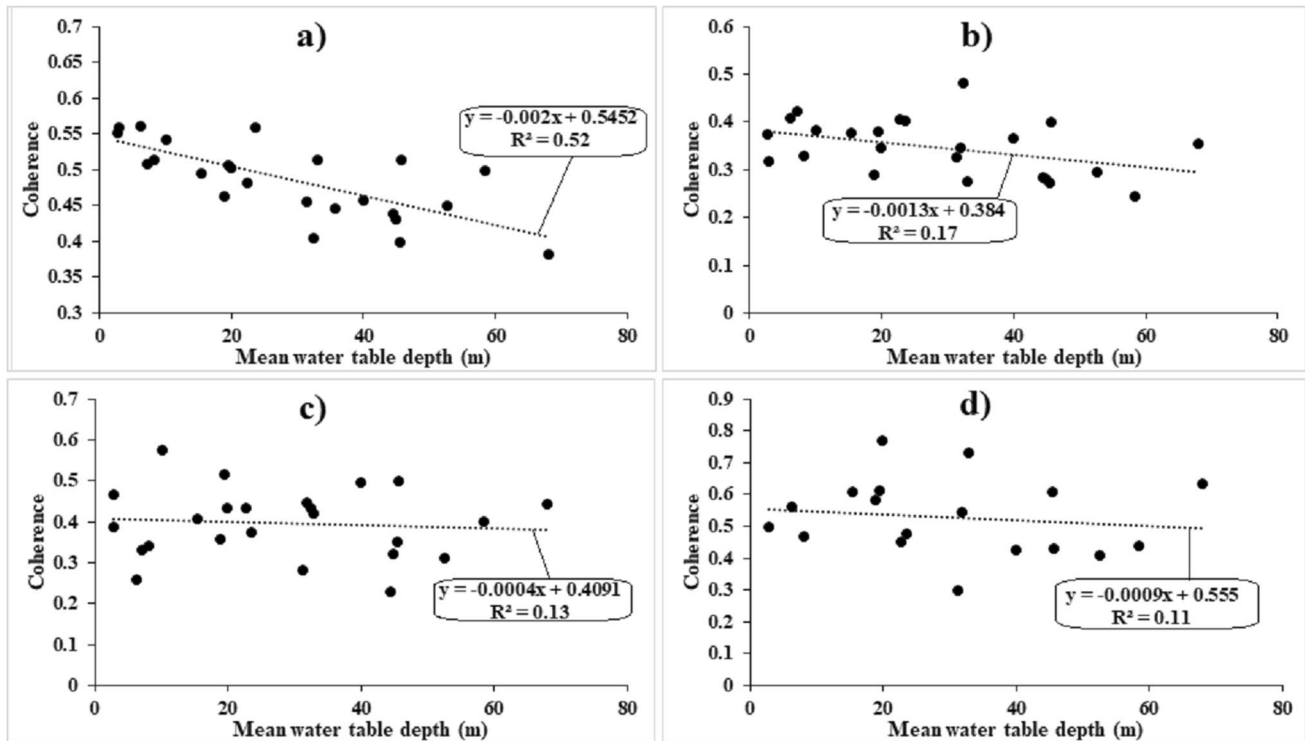 a)
0.7
0.65
0.6
0.55
0.5
0.45
0.4
0.35
0.3
Coherence
y = -0.002x + 0.5452
R² = 0.52
0 20 40 60 80
Mean water table depth (m)
b)
0.6
0.5
0.4
0.3
0.2
0.1
0
Coherence
y = -0.0013x + 0.384
R² = 0.17
0 20 40 60 80
Mean water table depth (m)
c)
0.7
0.6
0.5
0.4
0.3
0.2
0.1
0
Coherence
y = -0.0004x + 0.4091
R² = 0.13
0 20 40 60 80
Mean water table depth (m)
d)
0.9
0.8
0.7
0.6
0.5
0.4
0.3
0.2
0.1
0
Coherence
y = -0.0009x + 0.555
R² = 0.11
0 20 40 60 80
Mean water table depth (m)